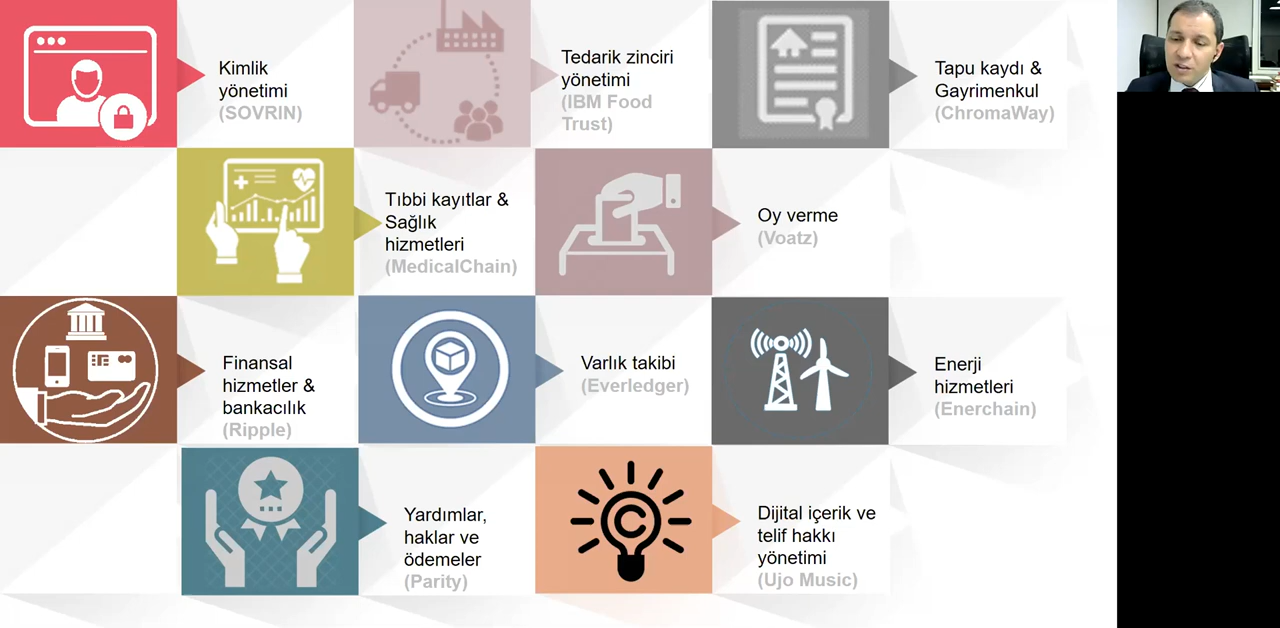 Kimlik
yönetimi
(SOVRIN)
Tedarik zinciri
yönetimi
(IBM Food
Trust)
Tapu kaydı &
Gayrimenkul
(ChromaWay)
Tıbbi kayıtlar &
Sağlık
hizmetleri
(MedicalChain)
Oy verme
(Voatz)
Finansal
hizmetler &
bankacılık
(Ripple)
Varlık takibi
(Everledger)
Enerji
hizmetleri
(Enerchain)
Yardımlar,
haklar ve
ödemeler
(Parity)
C
Dijital içerik ve
telif hakkı
yönetimi
(Ujo Music)